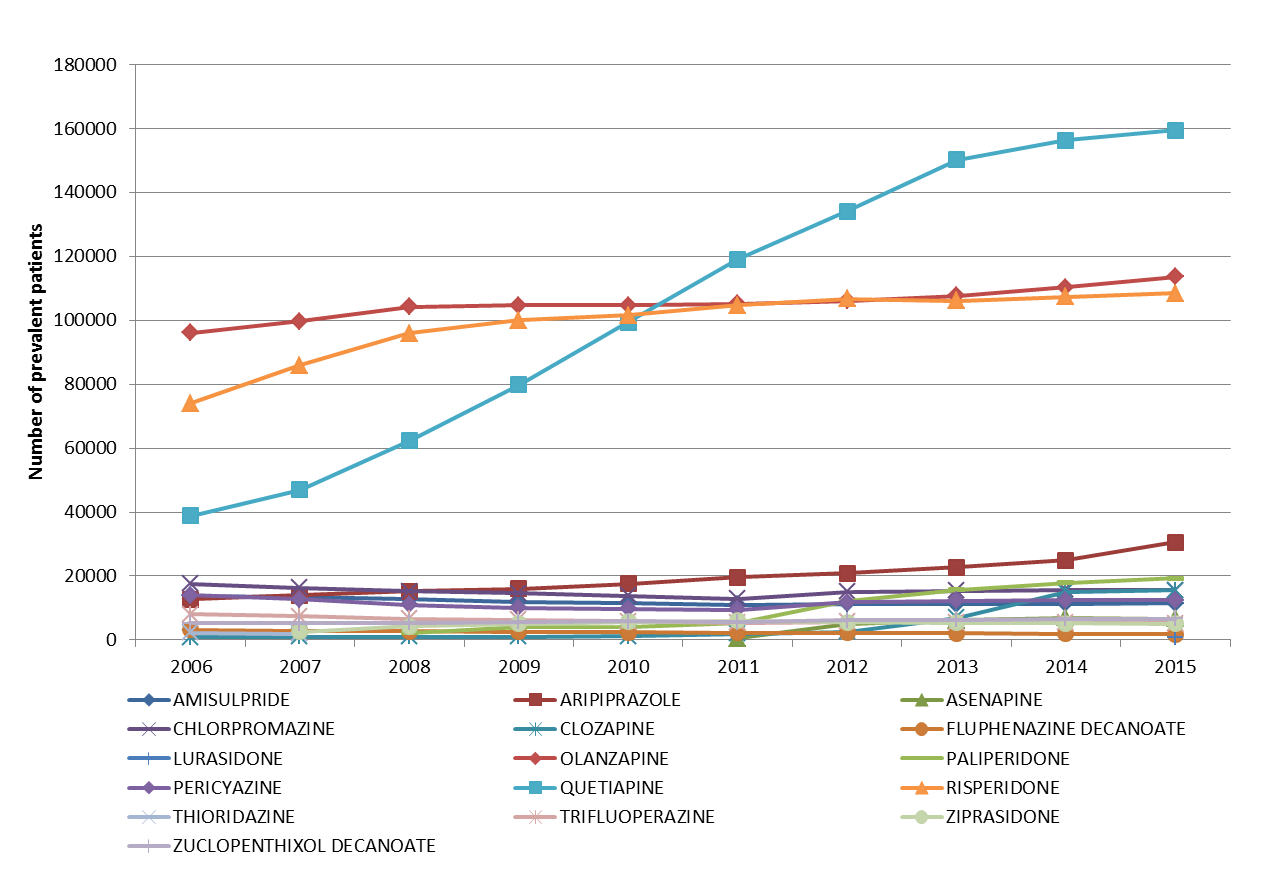 180000
160000
140000
120000
100000
80000
60000
40000
20000
0
Number of prevalent patients
2006 2007 2008 2009 2010 2011 2012 2013 2014 2015
AMISULPRIDE ARIPIPRAZOLE ASENAPINE
CHLORPROMAZINE CLOZAPINE FLUPHENAZINE DECANOATE
LURASIDONE OLANZAPINE PALIPERIDONE
PERICYAZINE QUETIAPINE RISPERIDONE
THIORIDAZINE TRIFLUOPERAZINE ZIPRASIDONE
ZUCLOPENTHIXOL DECANOATE